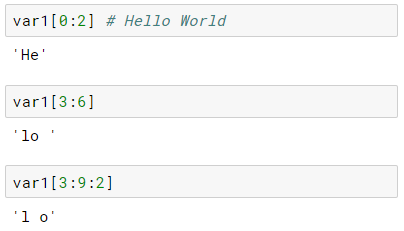 var1[0:2] # Hello World
'He'
var1[3:6]
'lo '
var1[3:9:2]
'l o'